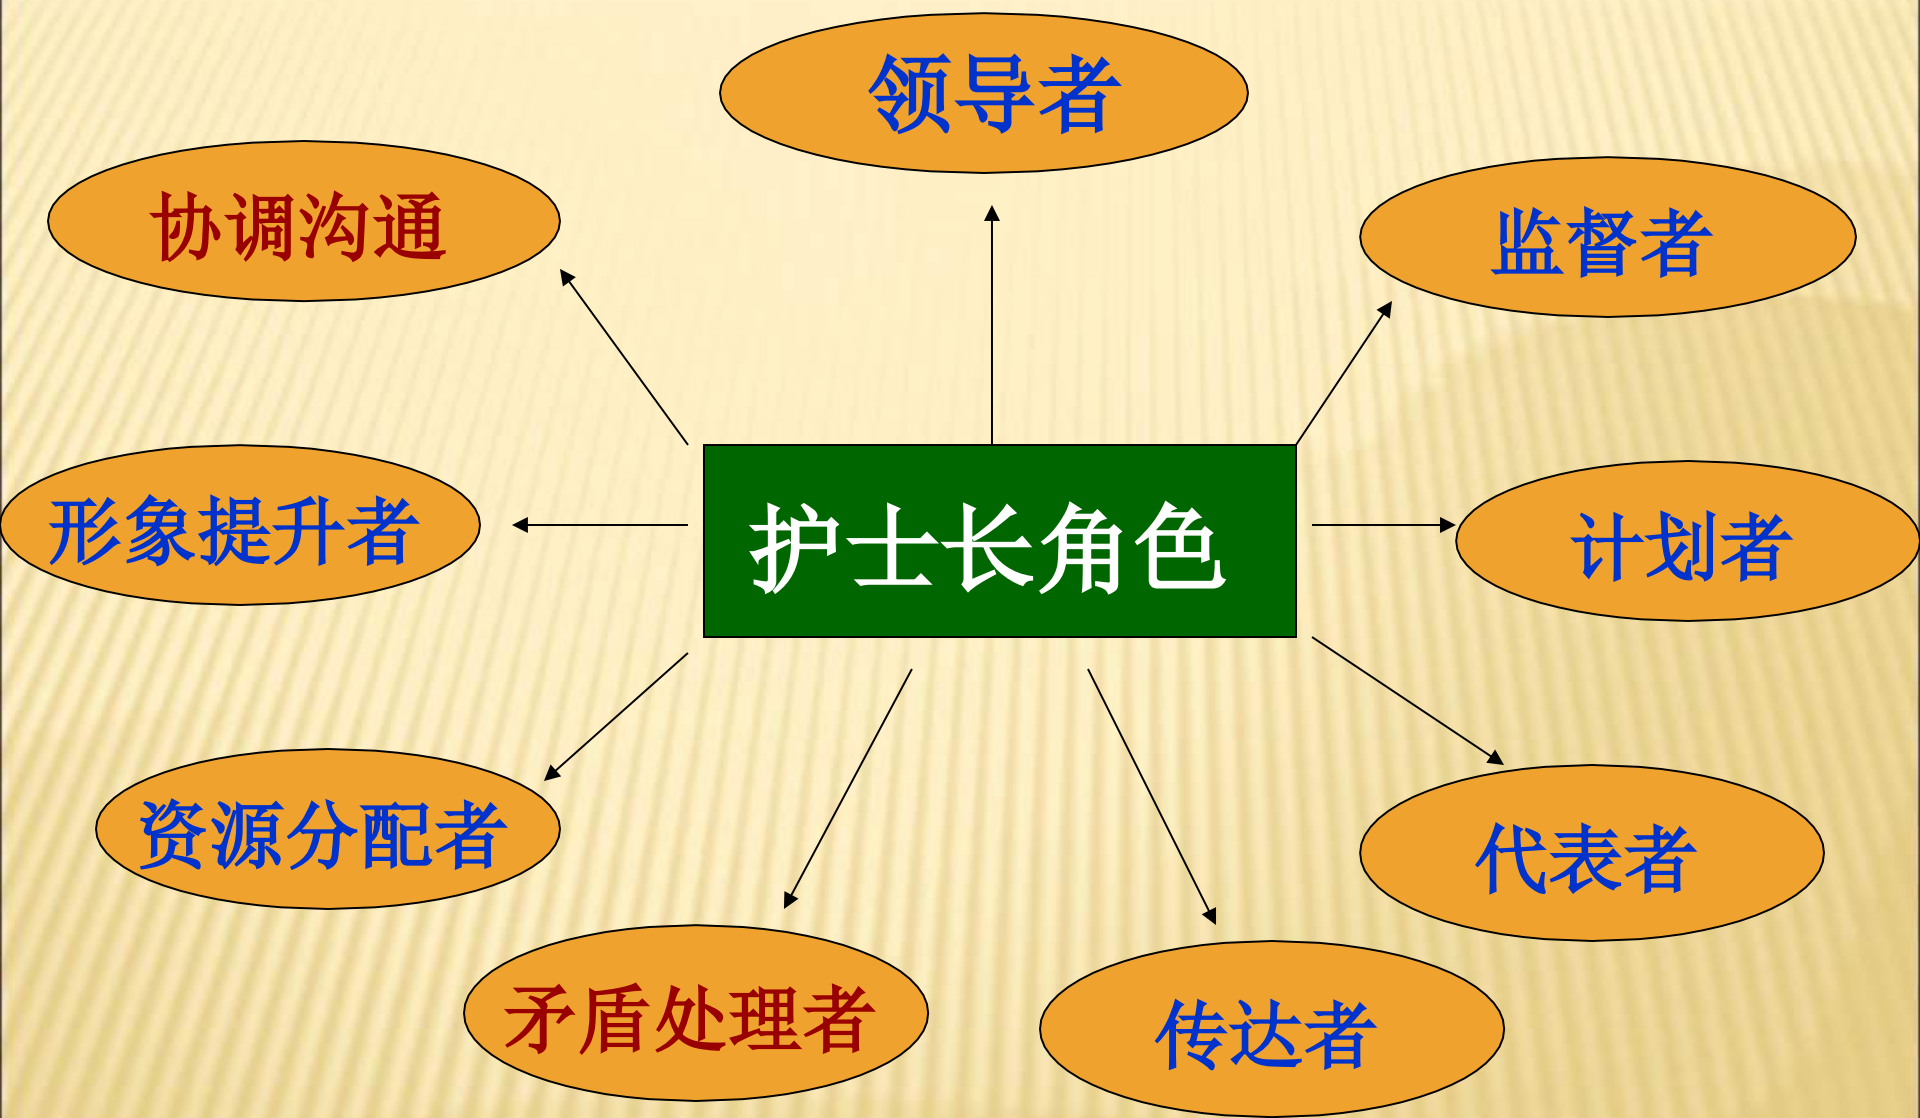 领导者
协调沟通
监督者
形象提升者
护士长角色
计划者
资源分配者
代表者
矛盾处理者
传达者